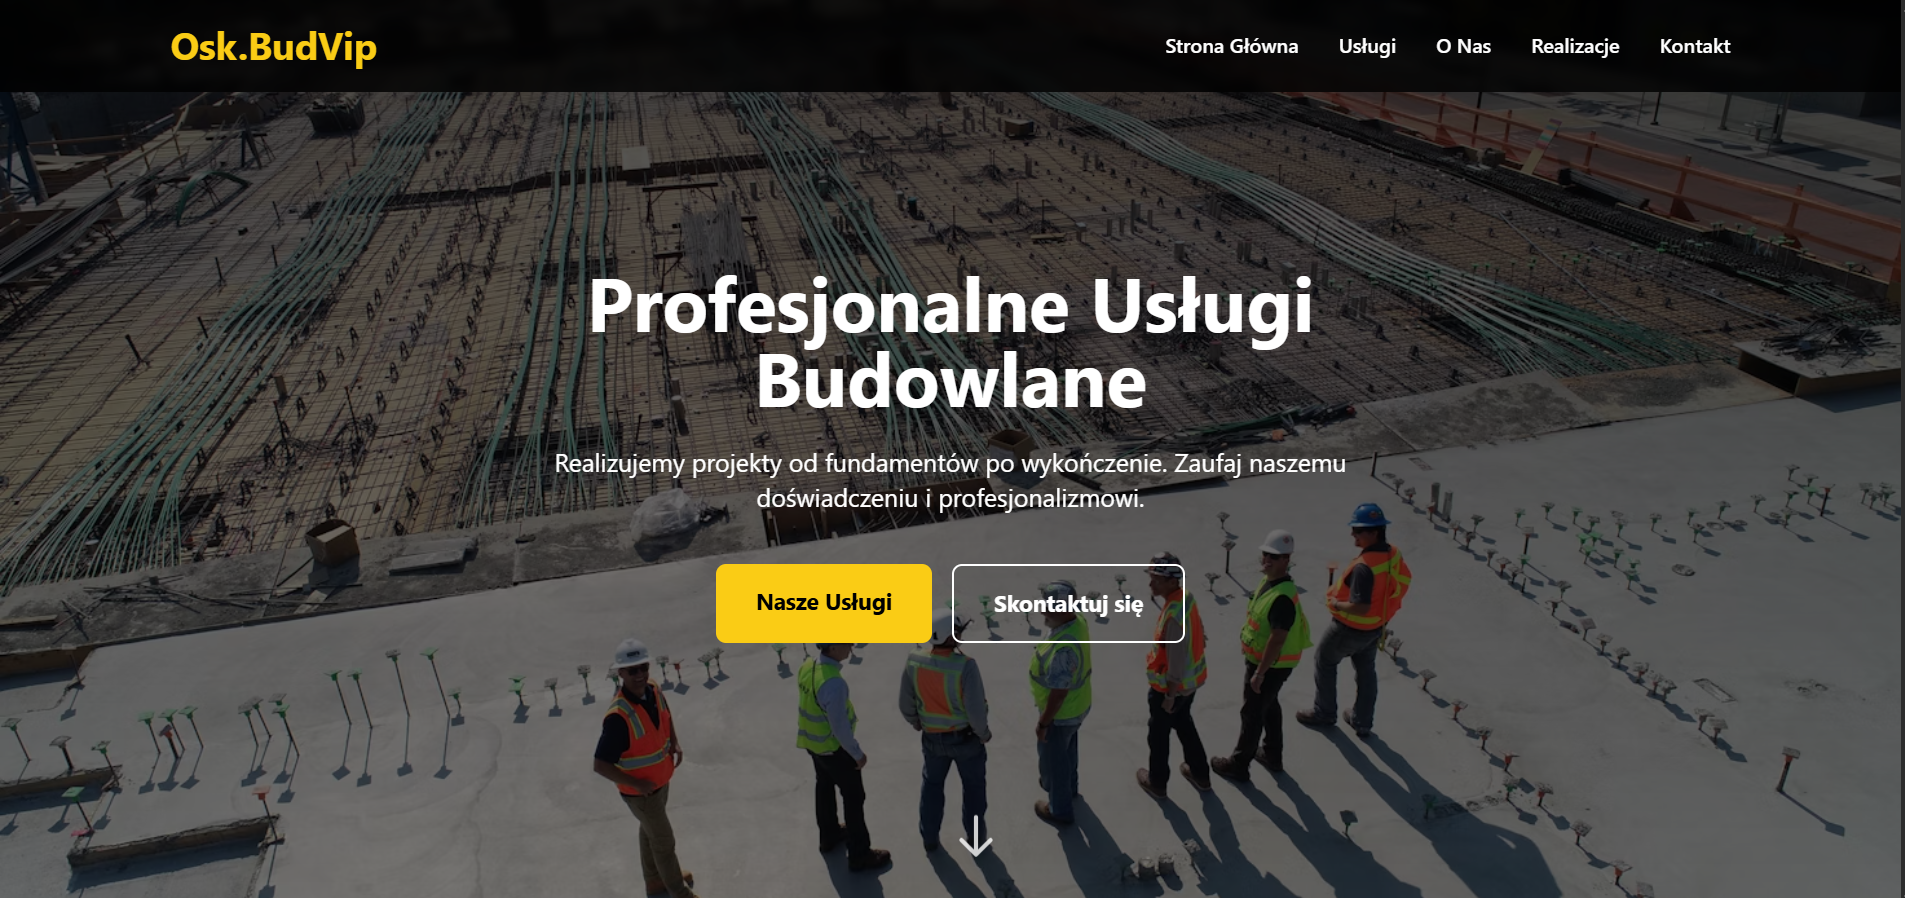 Osk.BudVip
Strona Główna Usługi O Nas Realizacje Kontakt
Profesjonalne Usługi
Budowlane
Realizujemy projekty od fundamentów po wykończenie. Zaufaj naszemu
doświadczeniu i profesjonalizmowi.
Nasze Usługi
Skontaktuj się